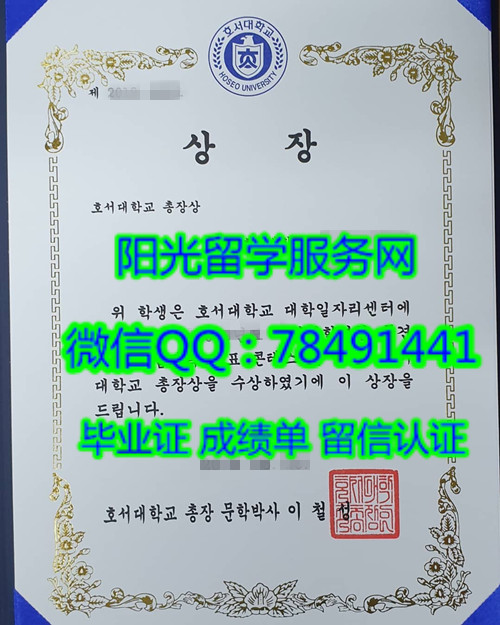 호서대학교
HOSEO UNIVERSITY
제
상 장
호서대학교 총장상
阳光留学服务网
위 학생은 호서대학교 대학일자리센터에
微信QQ：78491441
콘테스
대학교 총장상을 수상하였기에 이 상장을
드립니다.
毕业证 成绩单 留信认证
호서대학교 총장 문학박사 이 철 성